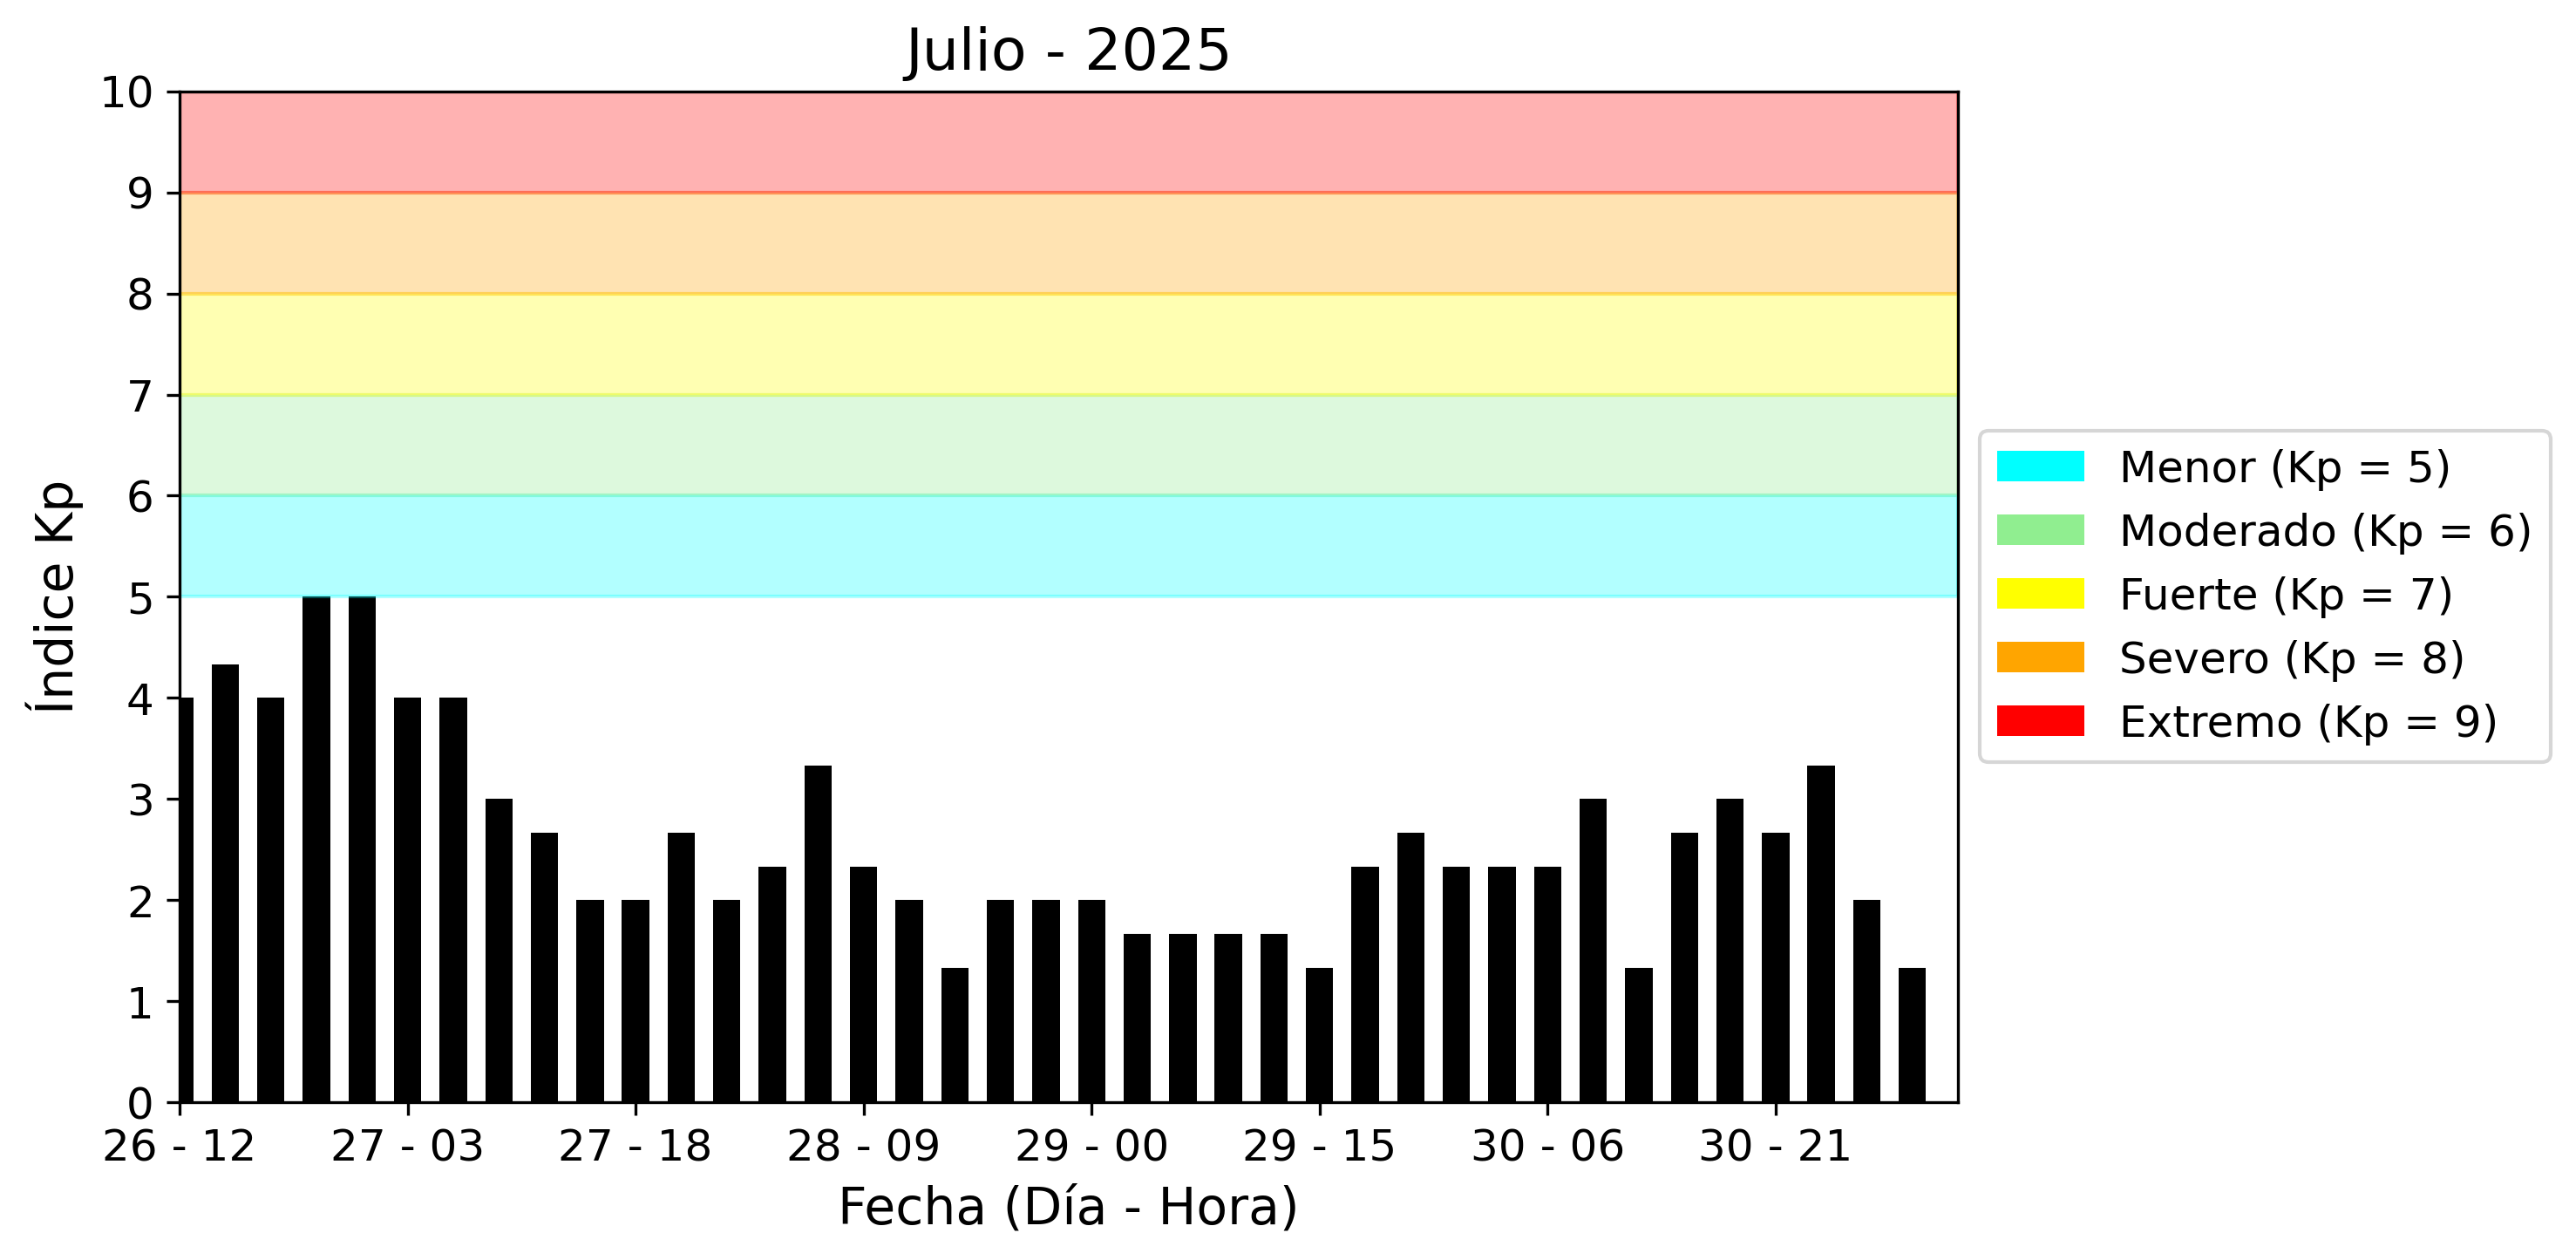 Julio - 2025
10
9
8
7
6
5
4
3
2
1
0
Índice Kp
26 - 12
27 - 03
27 - 18
28 - 09
29 - 00
29 - 15
30 - 06
30 - 21
Fecha (Día - Hora)
Menor (Kp = 5)
Moderado (Kp = 6)
Fuerte (Kp = 7)
Severo (Kp = 8)
Extremo (Kp = 9)